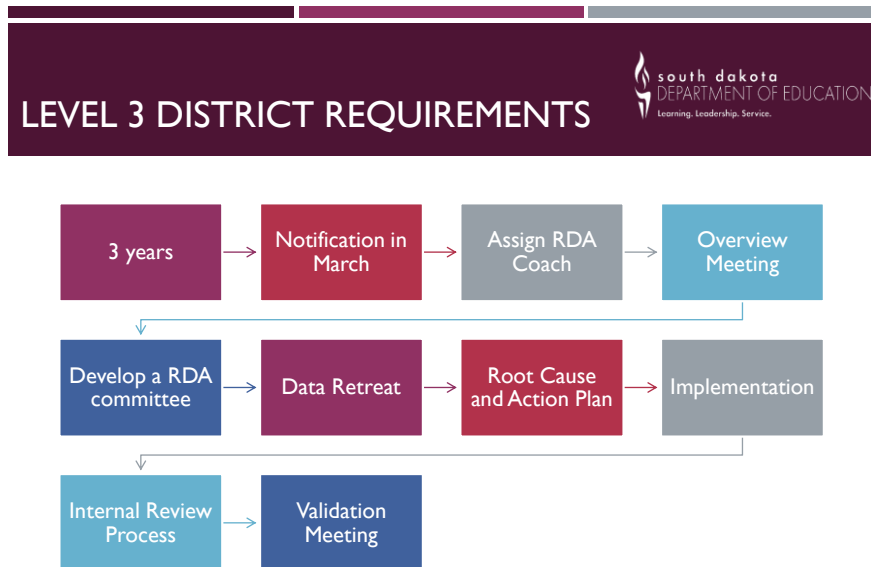 LEVEL 3 DISTRICT REQUIREMENTS
south dakota
DEPARTMENT OF EDUCATION
Learning. Leadership. Service.
3 years
Notification in
March
Assign RDA
Coach
Overview
Meeting
Develop a RDA
committee
Data Retreat
Root Cause
and Action Plan
Implementation
Internal Review
Process
Validation
Meeting